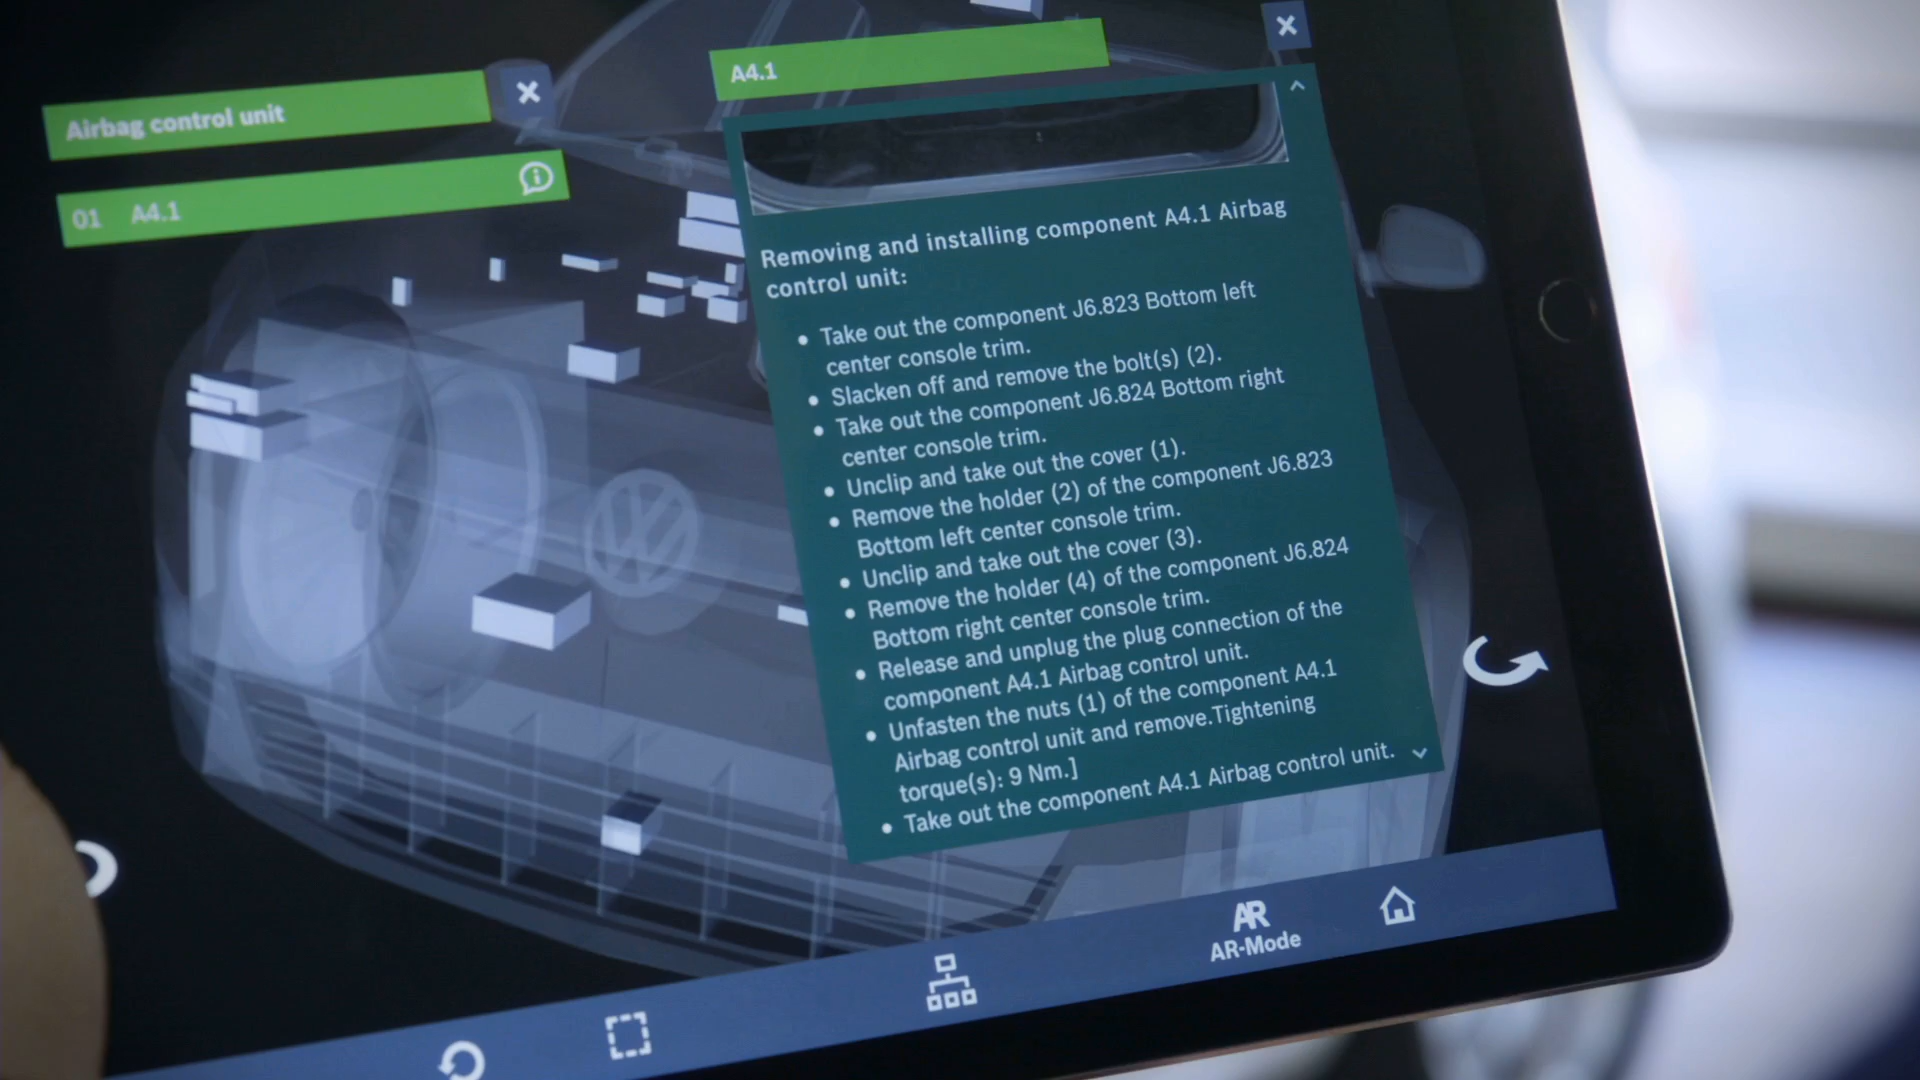 Airbag control unit
01 A4.1
A4.1
Removing and installing component A4.1 Airbag
control unit:
• Take out the component J6.823 Bottom left
center console trim.
• Slacken off and remove the bolt(s) (2).
• Take out the component J6.824 Bottom right
center console trim.
• Unclip and take out the cover (1).
• Remove the holder (2) of the component J6.823
Bottom left center console trim.
• Unclip and take out the cover (3).
• Remove the holder (4) of the component J6.824
Bottom right center console trim.
• Release and unplug the plug connection of the
component A4.1 Airbag control unit.
• Unfasten the nuts (1) of the component A4.1
Airbag control unit and remove.Tightening
torque(s): 9 Nm.]
• Take out the component A4.1 Airbag control unit.
AR
AR-Mode